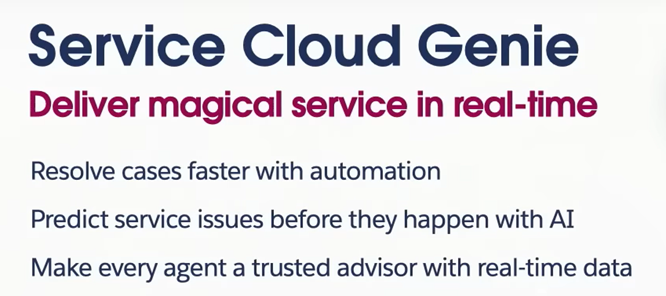 Service Cloud Genie
Deliver magical service in real-time
Resolve cases faster with automation
Predict service issues before they happen with AI
Make every agent a trusted advisor with real-time data